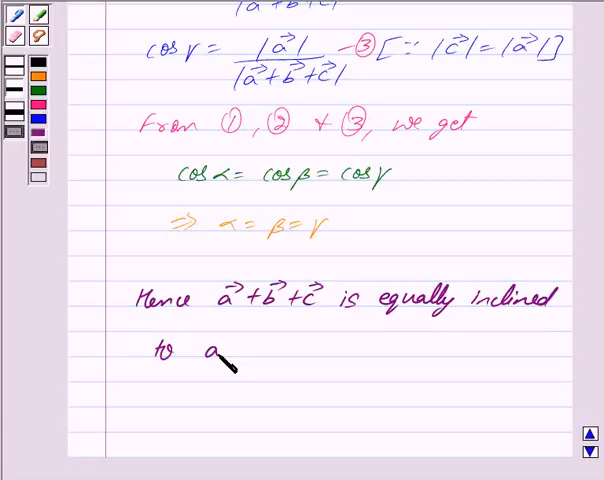 |a⃗+b⃗+c⃗|
cos γ = |a⃗| / |a⃗+b⃗+c⃗| -③ [∵ |c⃗|=|a⃗|]
From ①, ② & ③, we get
cos α = cos β = cos γ
⇒ α = β = γ
Hence a⃗+b⃗+c⃗ is equally inclined
to a